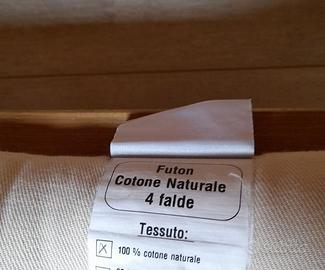 Futon
Cotone Naturale
4 falde
Tessuto:
X 100 % cotone naturale